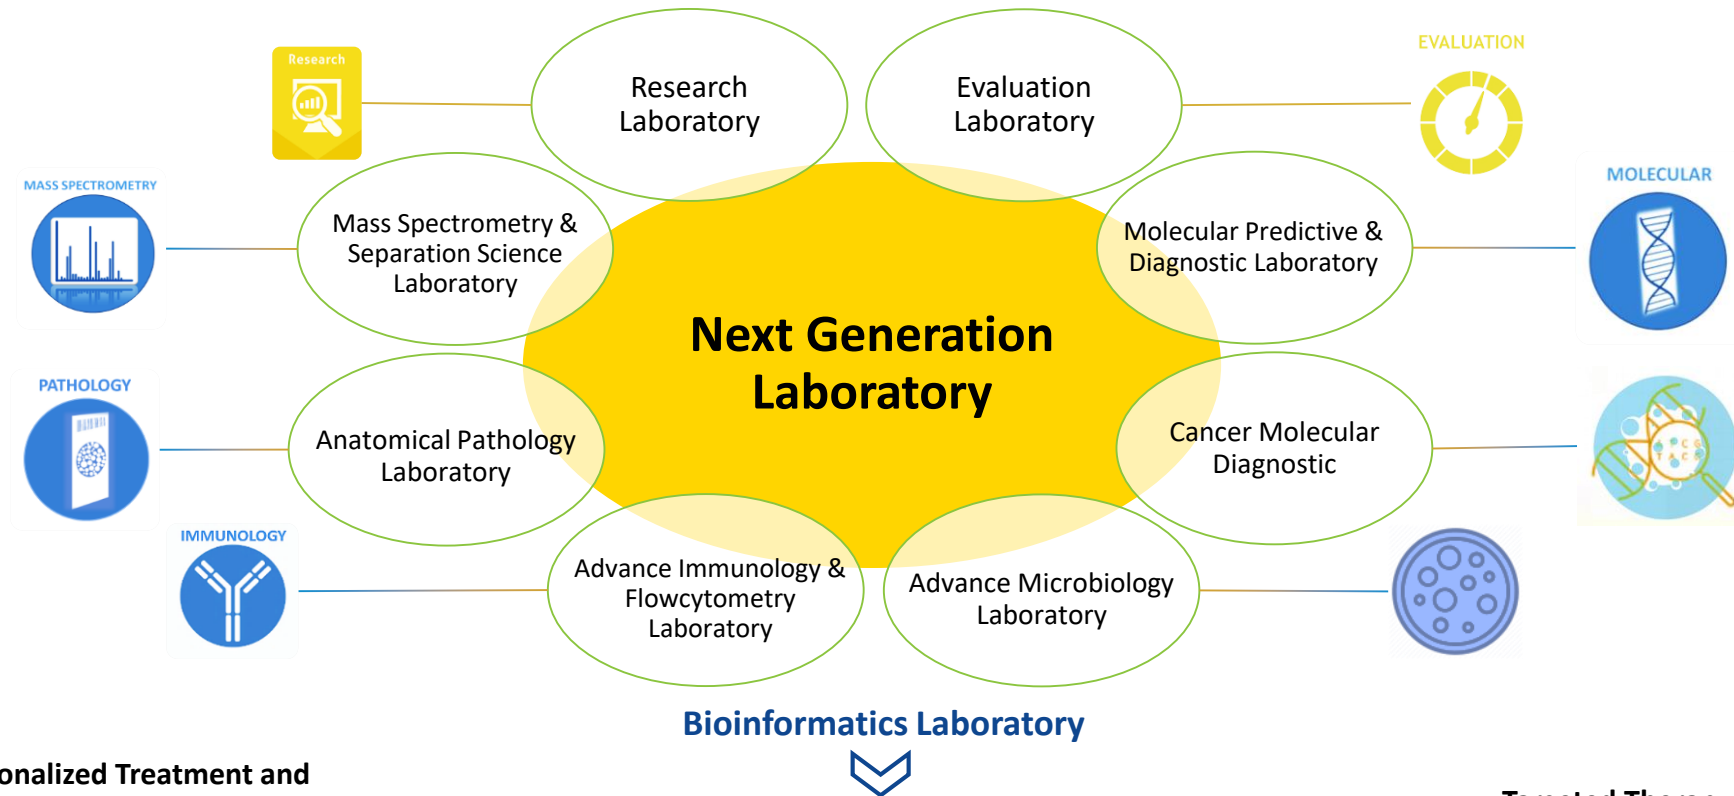 EVALUATION
Research
Research
Laboratory
Evaluation
Laboratory
MASS SPECTROMETRY
Mass Spectrometry &
Separation Science
Laboratory
Molecular Predictive &
Diagnostic Laboratory
MOLECULAR
Next Generation
Laboratory
PATHOLOGY
Anatomical Pathology
Laboratory
Cancer Molecular
Diagnostic
IMMUNOLOGY
Advance Immunology &
Flowcytometry
Laboratory
Advance Microbiology
Laboratory
Bioinformatics Laboratory
onalized Treatment and